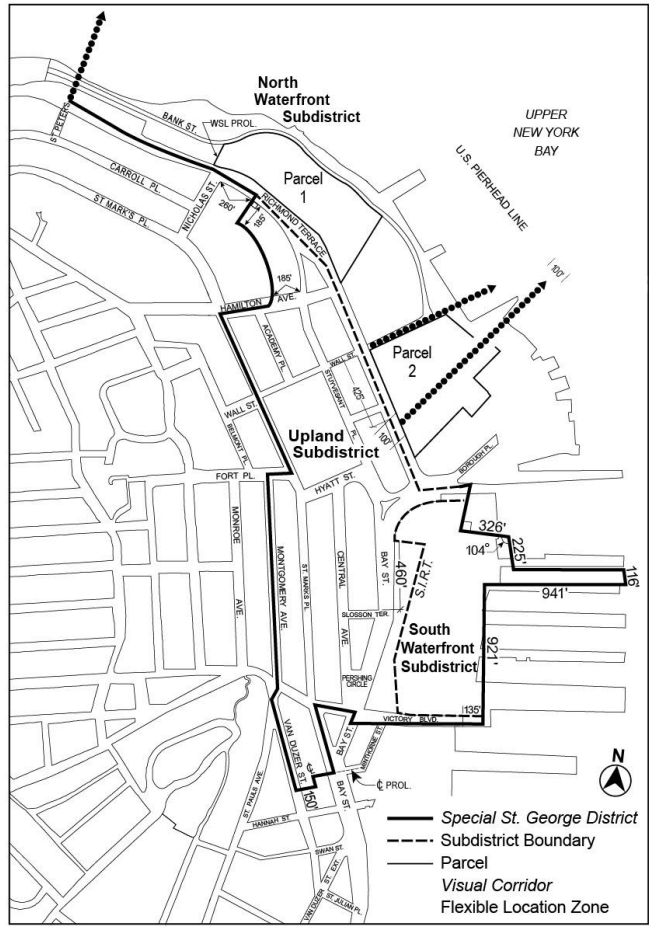 North
Waterfront
Subdistrict
UPPER
NEW YORK
BAY
BANK ST.
WSL PROL.
ST PETER'S
U.S. PIERHEAD LINE
CARROLL PL.
Parcel
1
ST MARK'S PL.
NICHOLAS ST.
260'
185'
RICHMOND TERRACE
100'
185'
HAMILTON AVE.
ACADEMY PL.
WALL ST.
Parcel
2
STUYVESANT PL.
425'
WALL ST.
BELMONT PL.
100'
Upland
Subdistrict
BOROUGH PL.
FORT PL.
HYATT ST.
326'
104°
225'
MONROE AVE.
MONTGOMERY AVE.
ST. MARKS PL.
CENTRAL AVE.
BAY ST.
460'
S.I.R.T.
116'
941'
SLOSSON TER.
921'
South
Waterfront
Subdistrict
PERSHING
CIRCLE
135'
VICTORY BLVD.
VAN DUZER ST.
BAY ST.
MINTHORNE ST.
N
ST. PAULS AVE.
150'
BAY ST.
℄ PROL.
HANNAH ST.
SWAN ST.
VAN DUZER ST. EXT.
ST. JULIAN PL.
Special St. George District
Subdistrict Boundary
Parcel
Visual Corridor
Flexible Location Zone